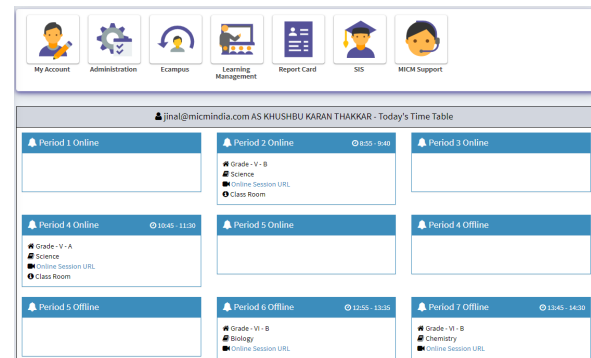 My Account
Administration
Ecampus
Learning
Management
Report Card
SIS
MICM Support
jinal@micmindia.com AS KHUSHBU KARAN THAKKAR - Today's Time Table
Period 1 Online
Period 2 Online 8:55 - 9:40
Grade - V - B
Science
Online Session URL
Class Room
Period 3 Online
Period 4 Online 10:45 - 11:30
Grade - V - A
Science
Online Session URL
Class Room
Period 5 Online
Period 4 Offline
Period 5 Offline
Period 6 Offline 12:55 - 13:35
Grade - VI - B
Biology
Online Session URL
Period 7 Offline 13:45 - 14:30
Grade - VI - B
Chemistry
Online Session URL